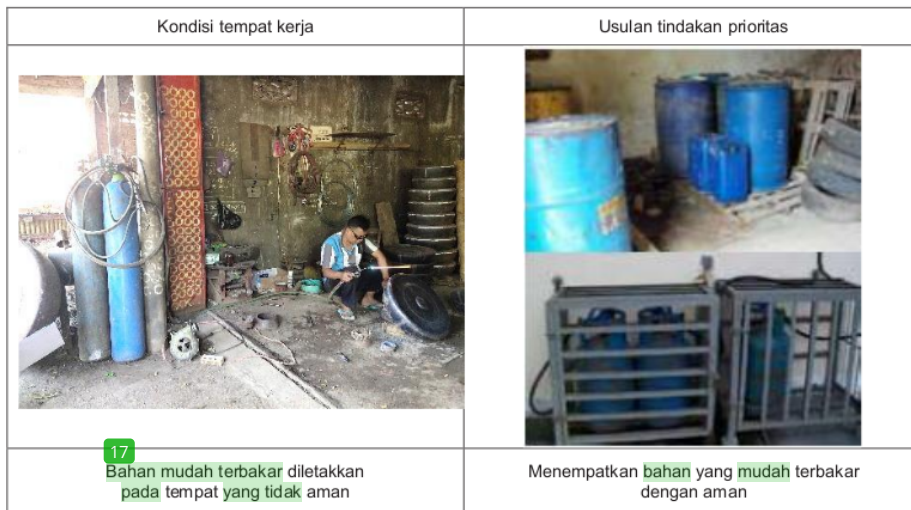 Kondisi tempat kerja
Usulan tindakan prioritas
17
Bahan mudah terbakar diletakkan
pada tempat yang tidak aman
Menempatkan bahan yang mudah terbakar
dengan aman